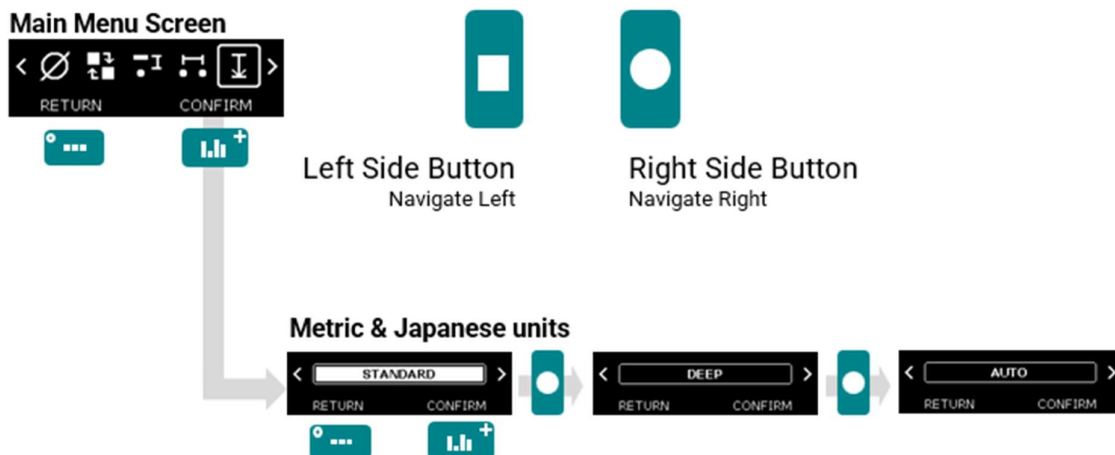 Main Menu Screen
RETURN CONFIRM
Left Side Button
Navigate Left
Right Side Button
Navigate Right
Metric & Japanese units
STANDARD
RETURN CONFIRM
DEEP
RETURN CONFIRM
AUTO
RETURN CONFIRM